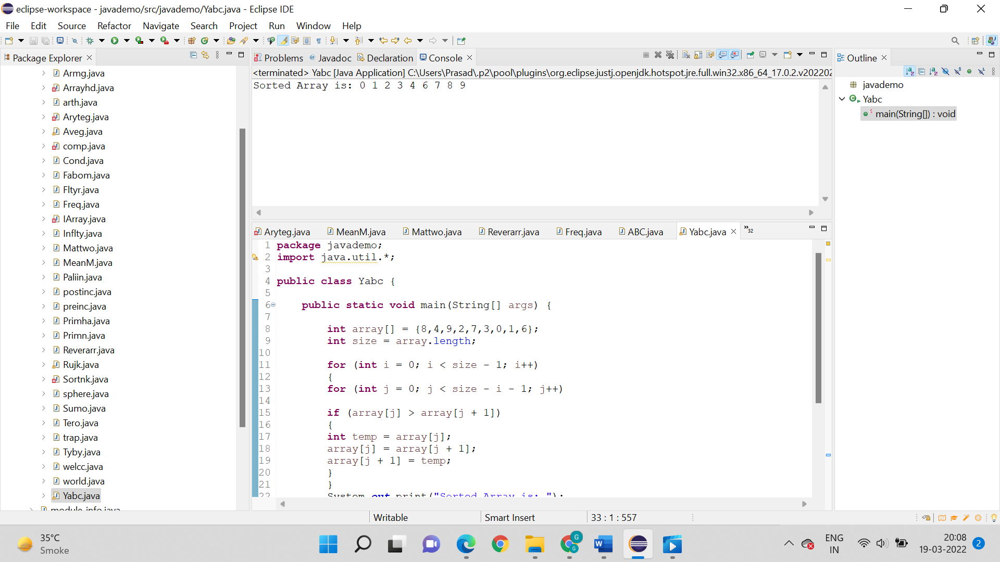 eclipse-workspace - javademo/src/javademo/Yabc.java - Eclipse IDE
File Edit Source Refactor Navigate Search Project Run Window Help
Package Explorer
Armg.java
Arrayhd.java
arth.java
Aryteg.java
Aveg.java
comp.java
Cond.java
Fabom.java
Fltyr.java
Freq.java
IArray.java
Inflty.java
Mattwo.java
MeanM.java
Paliin.java
postinc.java
preinc.java
Primha.java
Primn.java
Reverarr.java
Rujk.java
Sortnk.java
sphere.java
Sumo.java
Tero.java
trap.java
Tyby.java
welcc.java
world.java
Yabc.java
module-info.java
Problems Javadoc Declaration Console
<terminated> Yabc [Java Application] C:\Users\Prasad\.p2\pool\plugins\org.eclipse.justj.openjdk.hotspot.jre.full.win32.x86_64_17.0.2.v202202
Sorted Array is: 0 1 2 3 4 6 7 8 9
Aryteg.java MeanM.java Mattwo.java Reverarr.java Freq.java ABC.java Yabc.java »32
1 package javademo;
2 import java.util.*;
3
4 public class Yabc {
5
6 public static void main(String[] args) {
7
8 int array[] = {8,4,9,2,7,3,0,1,6};
9 int size = array.length;
10
11 for (int i = 0; i < size - 1; i++)
12 {
13 for (int j = 0; j < size - i - 1; j++)
14
15 if (array[j] > array[j + 1])
16 {
17 int temp = array[j];
18 array[j] = array[j + 1];
19 array[j + 1] = temp;
20 }
21 }
22 System.out.print("Sorted Array is: ");
Outline
javademo
Yabc
main(String[]) : void
Writable Smart Insert 33 : 1 : 557
35°C
Smoke
ENG
IN
20:08
19-03-2022
2